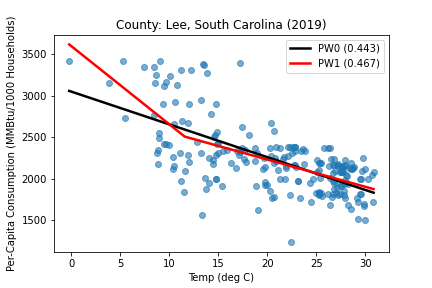 County: Lee, South Carolina (2019)
Per-Capita Consumption (MMBtu/1000 Households)
3500
3000
2500
2000
1500
PW0 (0.443)
PW1 (0.467)
0 5 10 15 20 25 30
Temp (deg C)